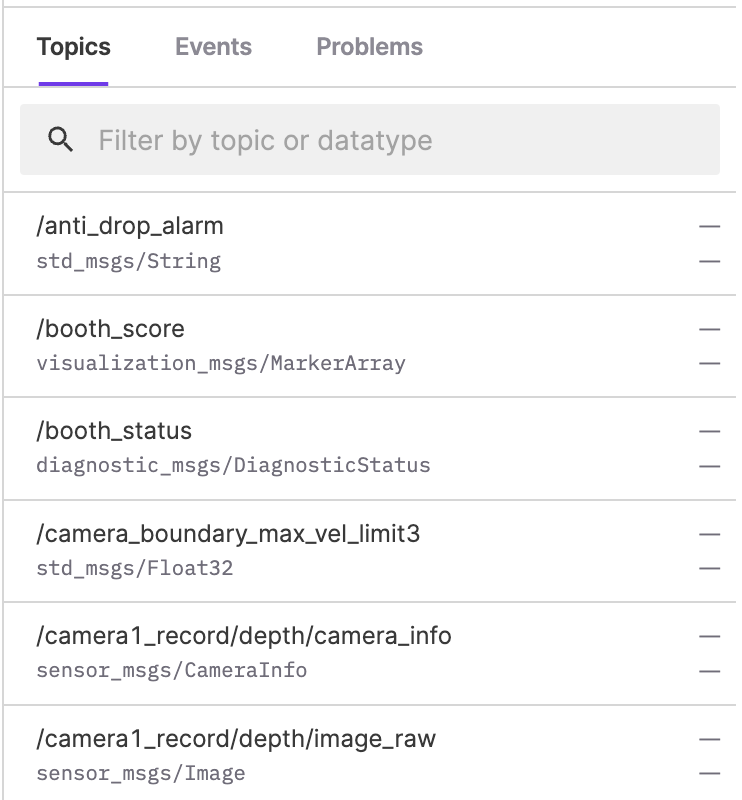 Topics Events Problems
Filter by topic or datatype
/anti_drop_alarm —
std_msgs/String —
/booth_score —
visualization_msgs/MarkerArray —
/booth_status —
diagnostic_msgs/DiagnosticStatus —
/camera_boundary_max_vel_limit3 —
std_msgs/Float32 —
/camera1_record/depth/camera_info —
sensor_msgs/CameraInfo —
/camera1_record/depth/image_raw —
sensor_msgs/Image —